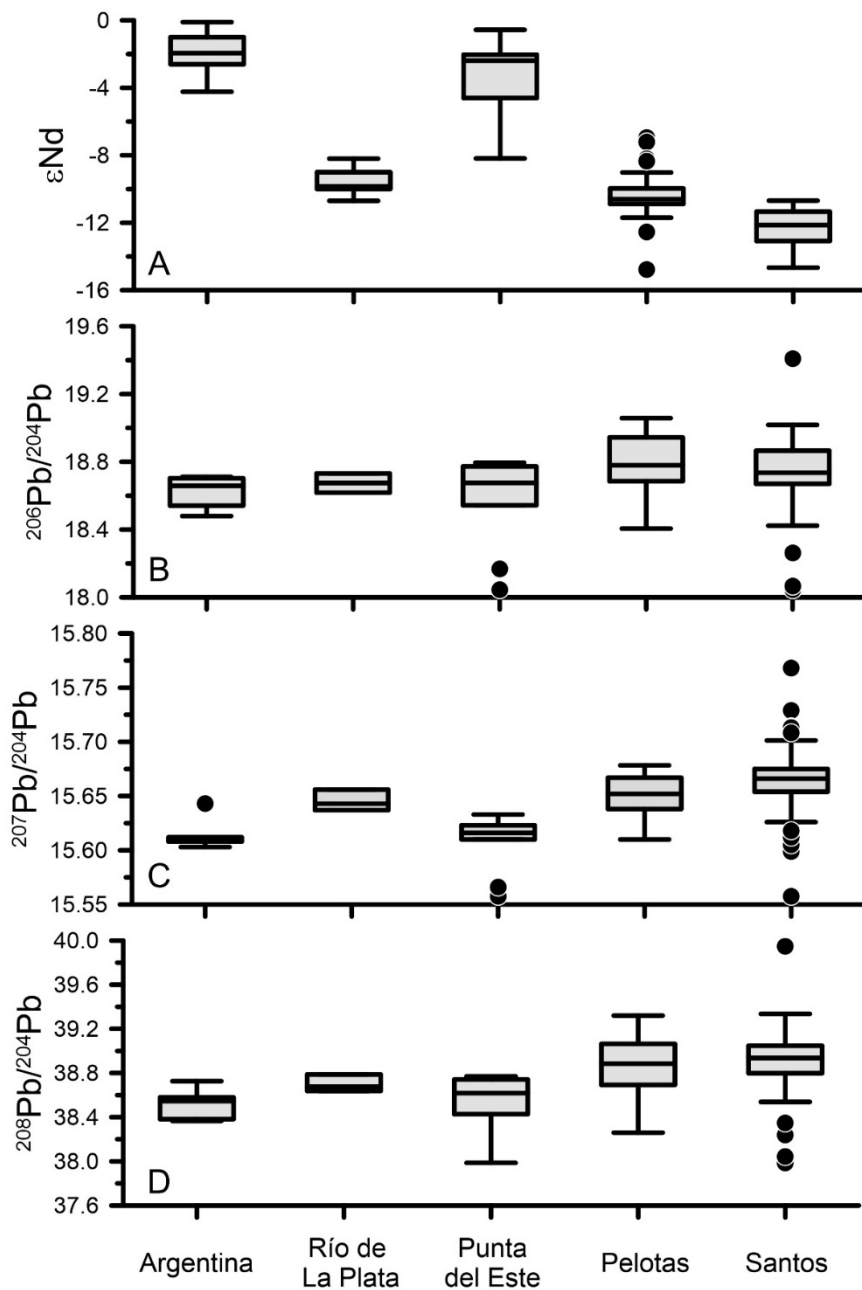 0
-4
-8
-12
-16
εNd
A
19.6
19.2
18.8
18.4
18.0
²⁰⁶Pb/²⁰⁴Pb
B
15.80
15.75
15.70
15.65
15.60
15.55
²⁰⁷Pb/²⁰⁴Pb
C
40.0
39.6
39.2
38.8
38.4
38.0
37.6
²⁰⁸Pb/²⁰⁴Pb
D
Argentina
Río de
La Plata
Punta
del Este
Pelotas
Santos